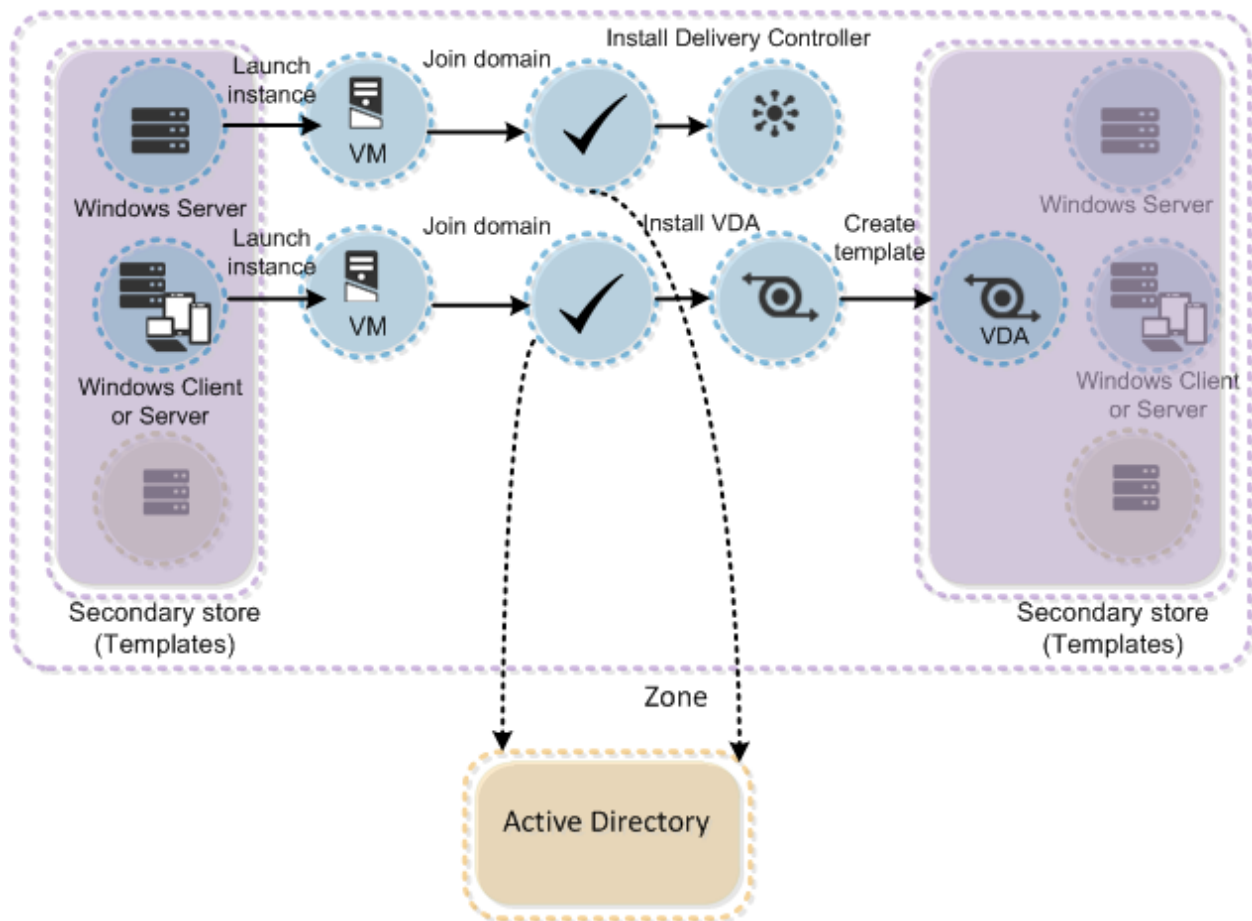 Install Delivery Controller
Launch
instance
Join domain
VM
Windows Server
Windows Server
Launch
instance
Join domain
Install VDA
Create
template
VM
VDA
Windows Client
or Server
Windows Client
or Server
Secondary store
(Templates)
Secondary store
(Templates)
Zone
Active Directory